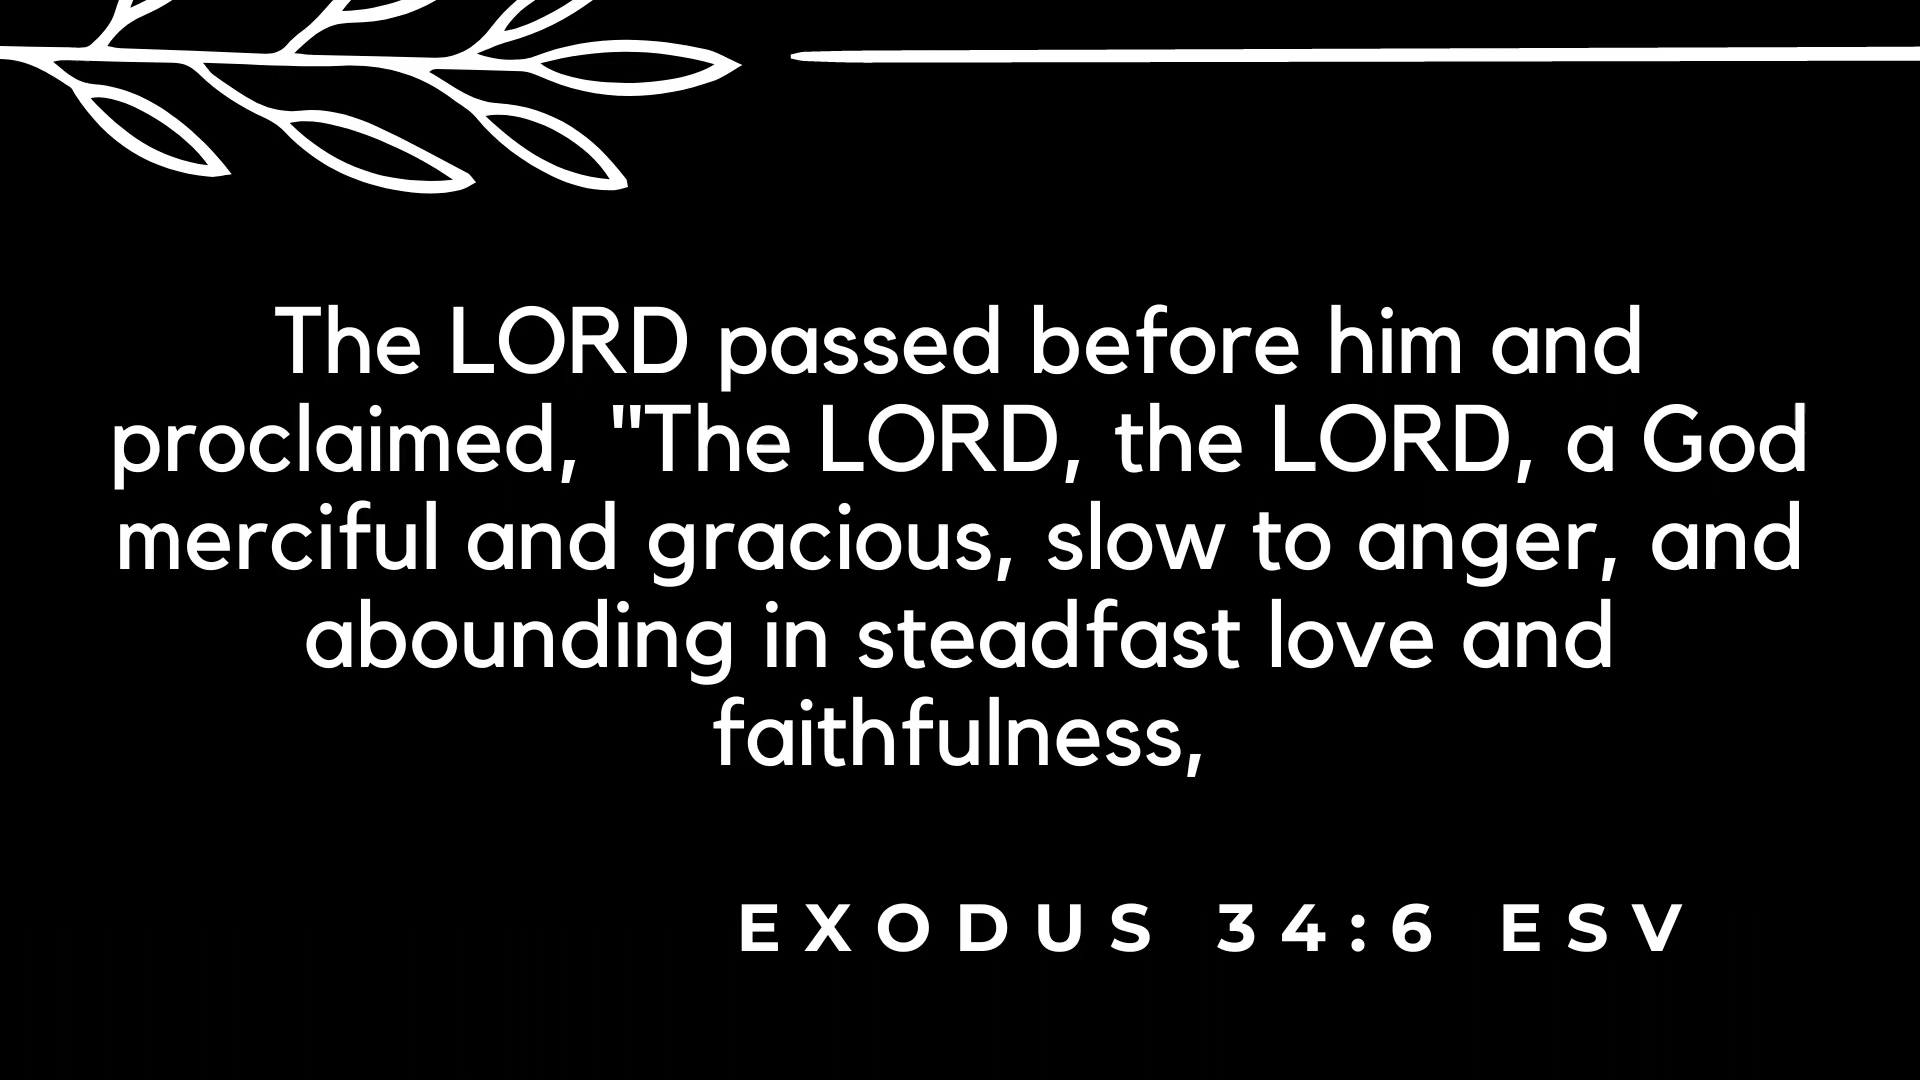 The LORD passed before him and
proclaimed, "The LORD, the LORD, a God
merciful and gracious, slow to anger, and
abounding in steadfast love and
faithfulness,
EXODUS 34:6 ESV